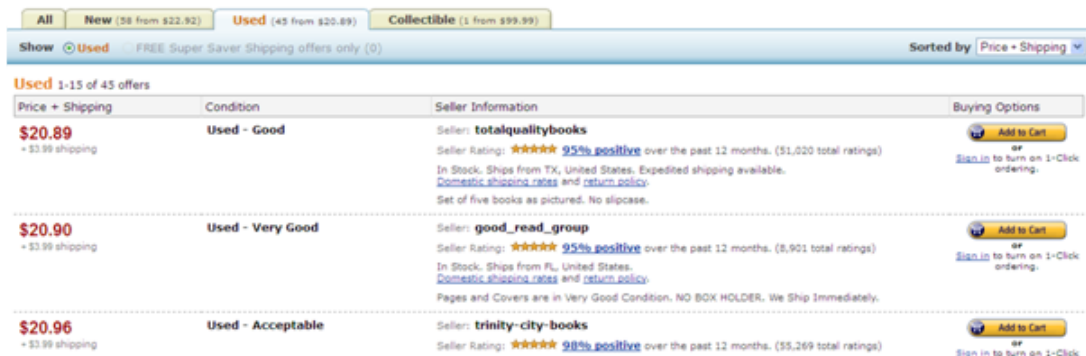 All New (58 from $22.92) Used (45 from $20.89) Collectible (1 from $99.99)
Show Used FREE Super Saver Shipping offers only (0) Sorted by Price + Shipping
Used 1-15 of 45 offers
Price + Shipping Condition Seller Information Buying Options
$20.89 Used - Good Seller: totalqualitybooks Add to Cart
+ $3.99 shipping Seller Rating: 95% positive over the past 12 months. (51,020 total ratings) or
In Stock. Ships from TX, United States. Expedited shipping available. Sign in to turn on 1-Click
Domestic shipping rates and return policy. ordering.
Set of five books as pictured. No slipcase.
$20.90 Used - Very Good Seller: good_read_group Add to Cart
+ $3.99 shipping Seller Rating: 95% positive over the past 12 months. (8,901 total ratings) or
In Stock. Ships from FL, United States. Sign in to turn on 1-Click
Domestic shipping rates and return policy. ordering.
Pages and Covers are in Very Good Condition. NO BOX HOLDER. We Ship Immediately.
$20.96 Used - Acceptable Seller: trinity-city-books Add to Cart
+ $3.99 shipping Seller Rating: 98% positive over the past 12 months. (55,269 total ratings) or
Sign in to turn on 1-Click